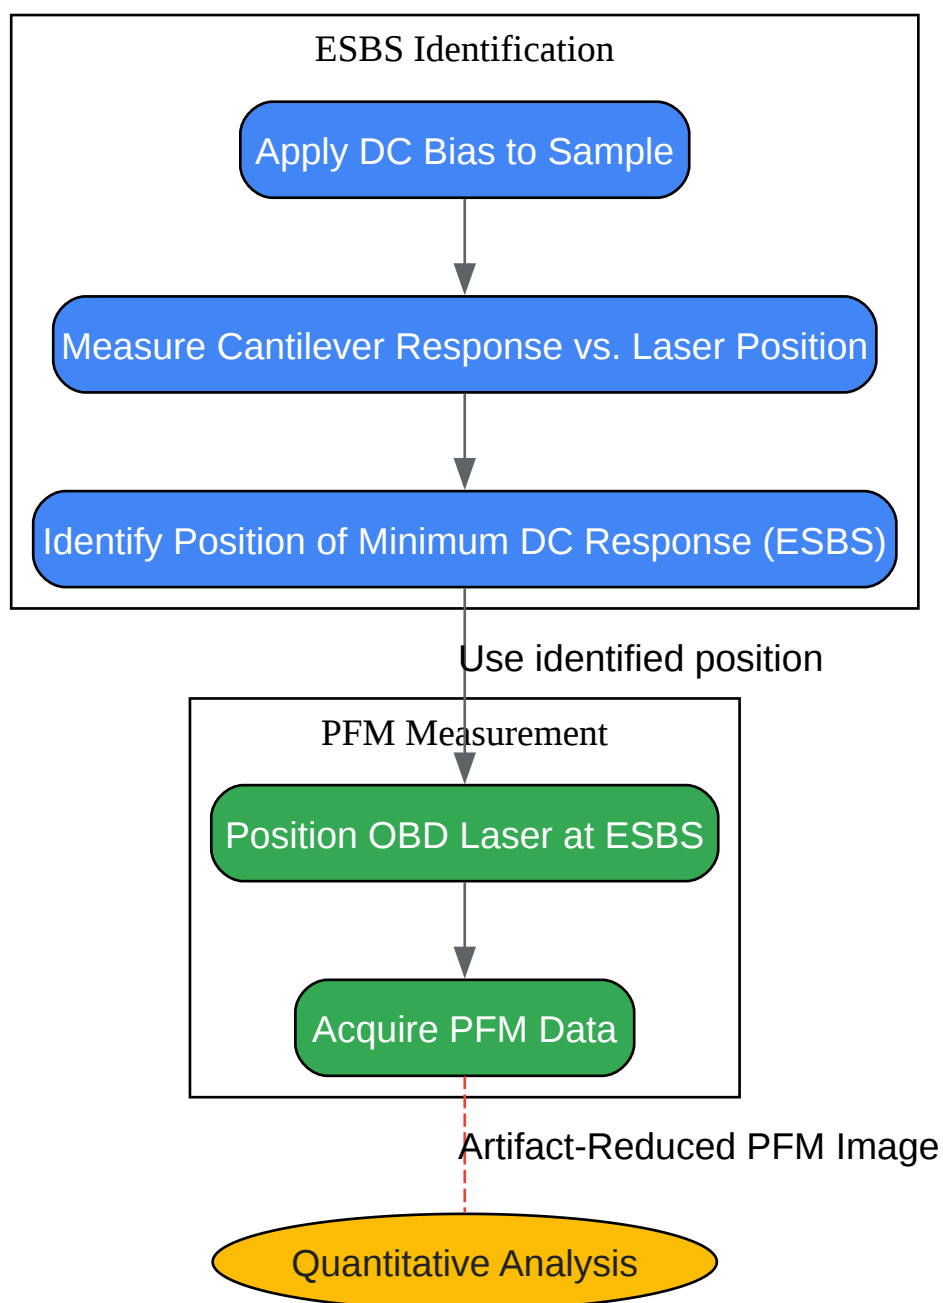 ESBS Identification
Apply DC Bias to Sample
Measure Cantilever Response vs. Laser Position
Identify Position of Minimum DC Response (ESBS)
Use identified position
PFM Measurement
Position OBD Laser at ESBS
Acquire PFM Data
Artifact-Reduced PFM Image
Quantitative Analysis